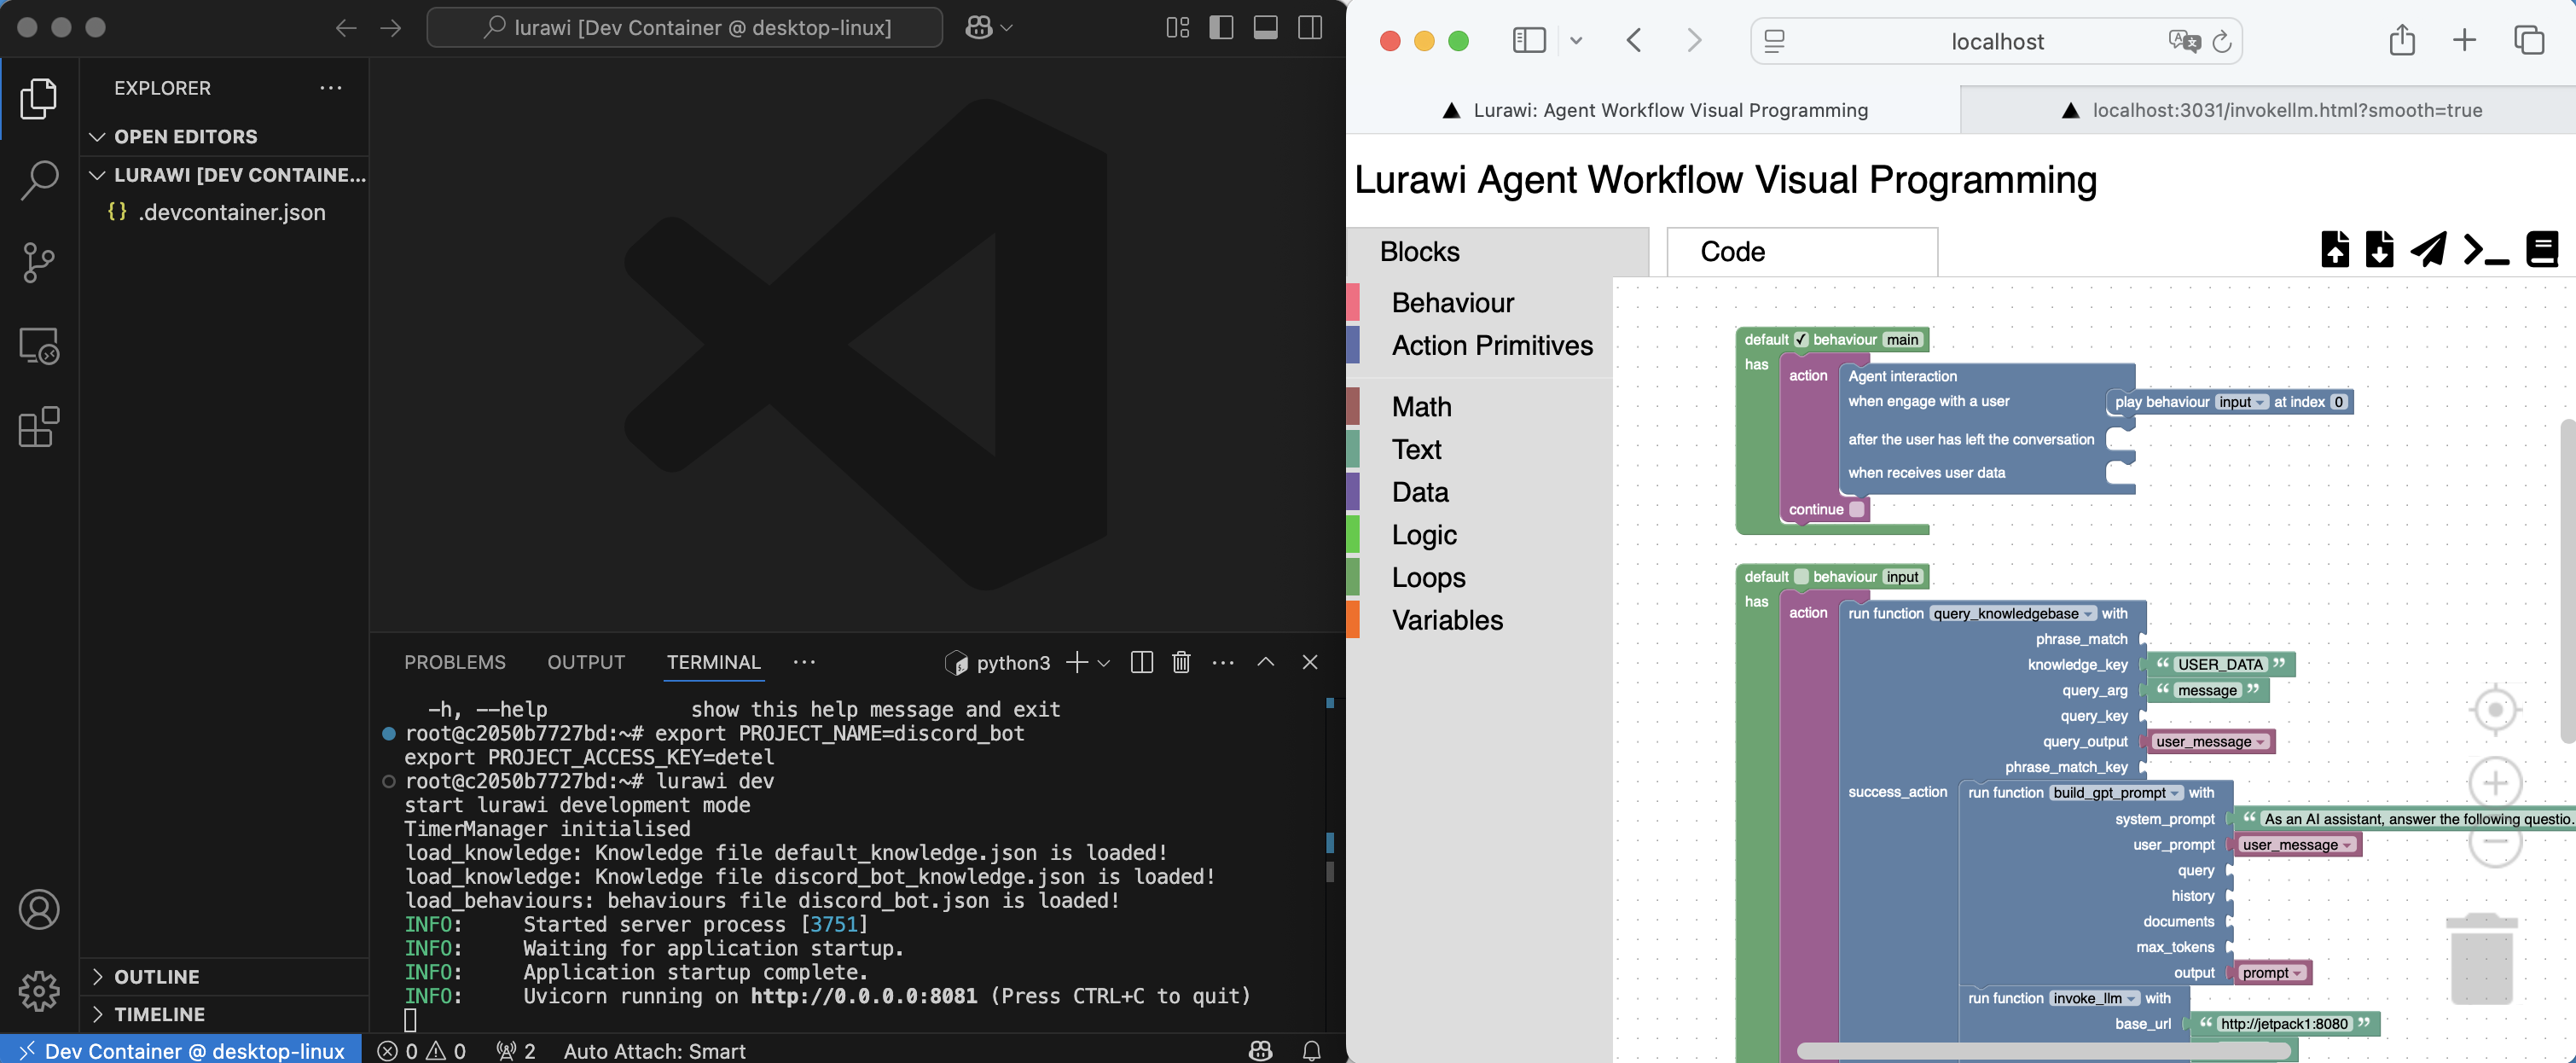 lurawi [Dev Container @ desktop-linux]
EXPLORER
OPEN EDITORS
LURAWI [DEV CONTAINE...
{} .devcontainer.json
OUTLINE
TIMELINE
PROBLEMS OUTPUT TERMINAL ...
python3
-h, --help show this help message and exit
root@c2050b7727bd:~# export PROJECT_NAME=discord_bot
export PROJECT_ACCESS_KEY=detel
root@c2050b7727bd:~# lurawi dev
start lurawi development mode
TimerManager initialised
load_knowledge: Knowledge file default_knowledge.json is loaded!
load_knowledge: Knowledge file discord_bot_knowledge.json is loaded!
load_behaviours: behaviours file discord_bot.json is loaded!
INFO: Started server process [3751]
INFO: Waiting for application startup.
INFO: Application startup complete.
INFO: Uvicorn running on http://0.0.0.0:8081 (Press CTRL+C to quit)
Dev Container @ desktop-linux 0 0 2 Auto Attach: Smart
localhost
Lurawi: Agent Workflow Visual Programming
localhost:3031/invokellm.html?smooth=true
Lurawi Agent Workflow Visual Programming
Blocks Code
Behaviour
Action Primitives
Math
Text
Data
Logic
Loops
Variables
default ✓ behaviour main
has
action
Agent interaction
when engage with a user
play behaviour input at index 0
after the user has left the conversation
when receives user data
continue
default behaviour input
has
action
run function query_knowledgebase with
phrase_match
knowledge_key “ USER_DATA ”
query_arg “ message ”
query_key
query_output user_message
phrase_match_key
success_action run function build_gpt_prompt with
system_prompt “ As an AI assistant, answer the following questio...
user_prompt user_message
query
history
documents
max_tokens
output prompt
run function invoke_llm with
base_url “ http://jetpack1:8080 ”